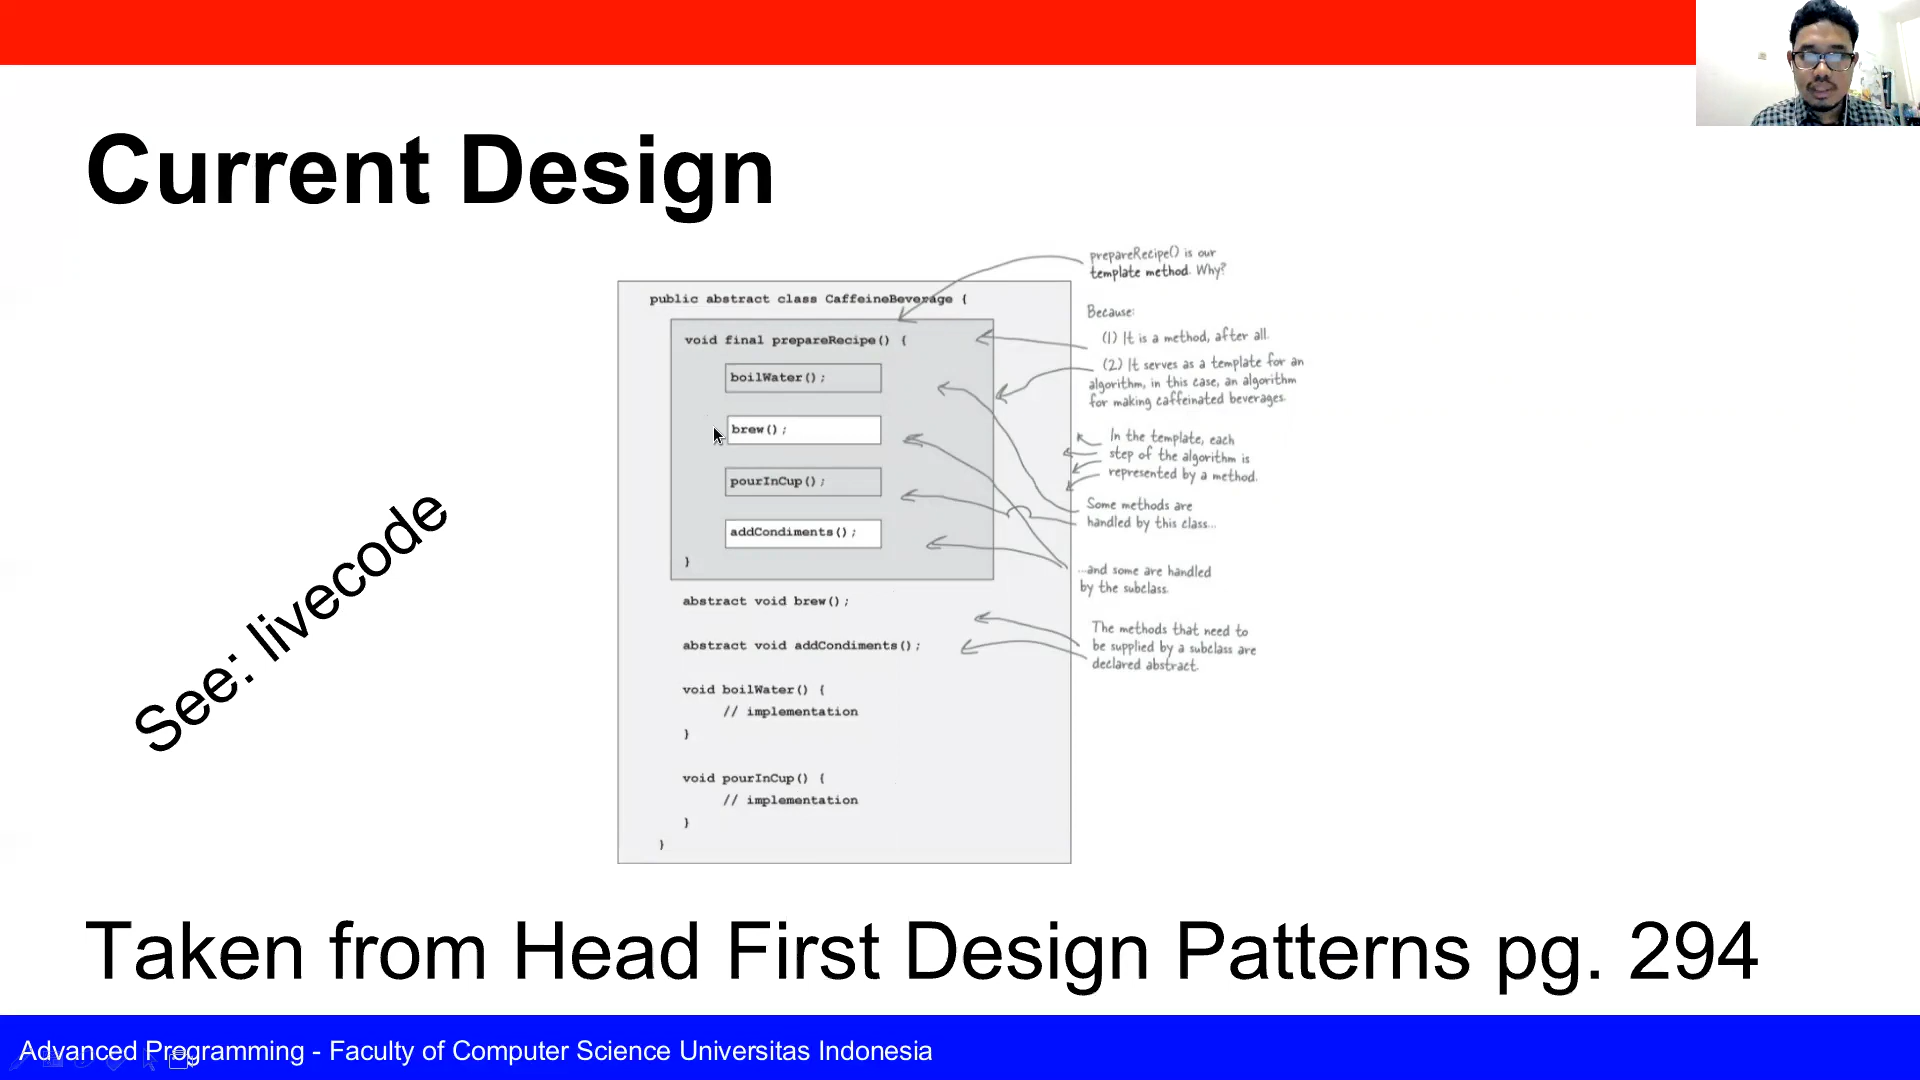 Current Design
prepareRecipe() is our
template method. Why?
public abstract class CaffeineBeverage {
Because:
void final prepareRecipe() {
(1) It is a method, after all.
(2) It serves as a template for an
algorithm, in this case, an algorithm
for making caffeinated beverages.
boilWater();
brew();
In the template, each
step of the algorithm is
represented by a method.
pourInCup();
Some methods are
handled by this class...
addCondiments();
}
...and some are handled
by the subclass.
abstract void brew();
abstract void addCondiments();
The methods that need to
be supplied by a subclass are
declared abstract.
void boilWater() {
// implementation
}
void pourInCup() {
// implementation
}
}
See: livecode
Taken from Head First Design Patterns pg. 294
Advanced Programming - Faculty of Computer Science Universitas Indonesia